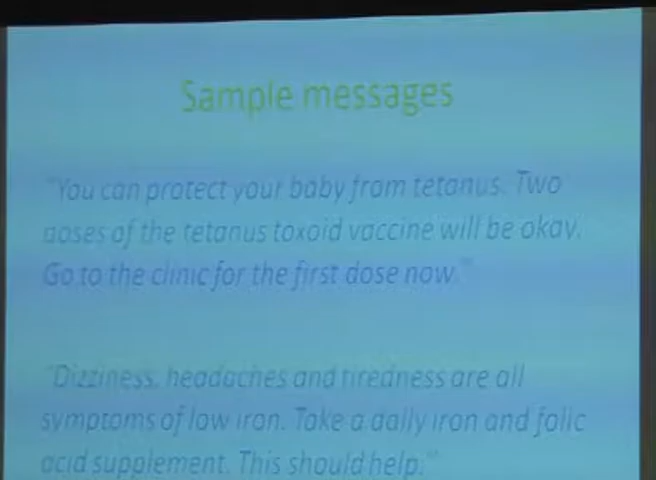 Sample messages
"You can protect your baby from tetanus. Two
doses of the tetanus toxoid vaccine will be okay.
Go to the clinic for the first dose now."
"Dizziness, headaches and tiredness are all
symptoms of low iron. Take a daily iron and folic
acid supplement. This should help."